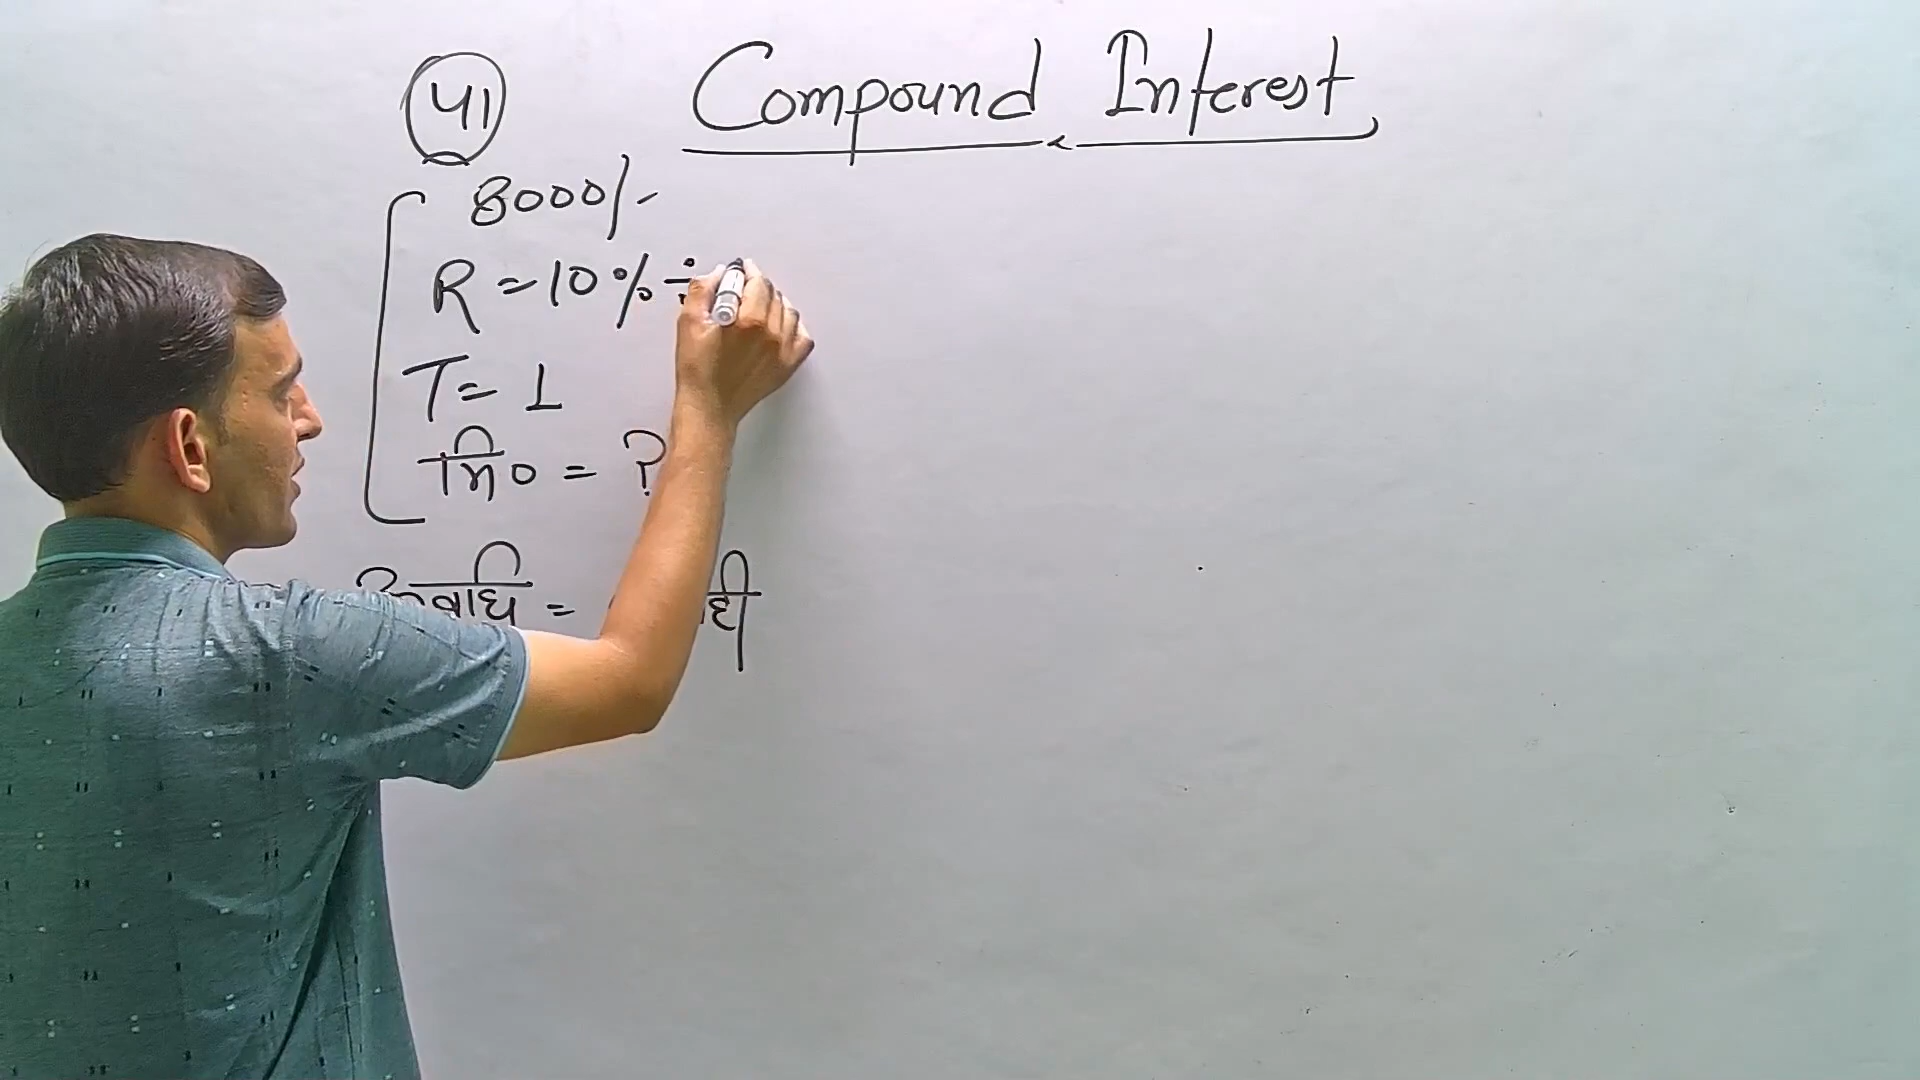 41 Compound Interest
8000/-
R = 10% ÷
T = 1
मि० = ?
=